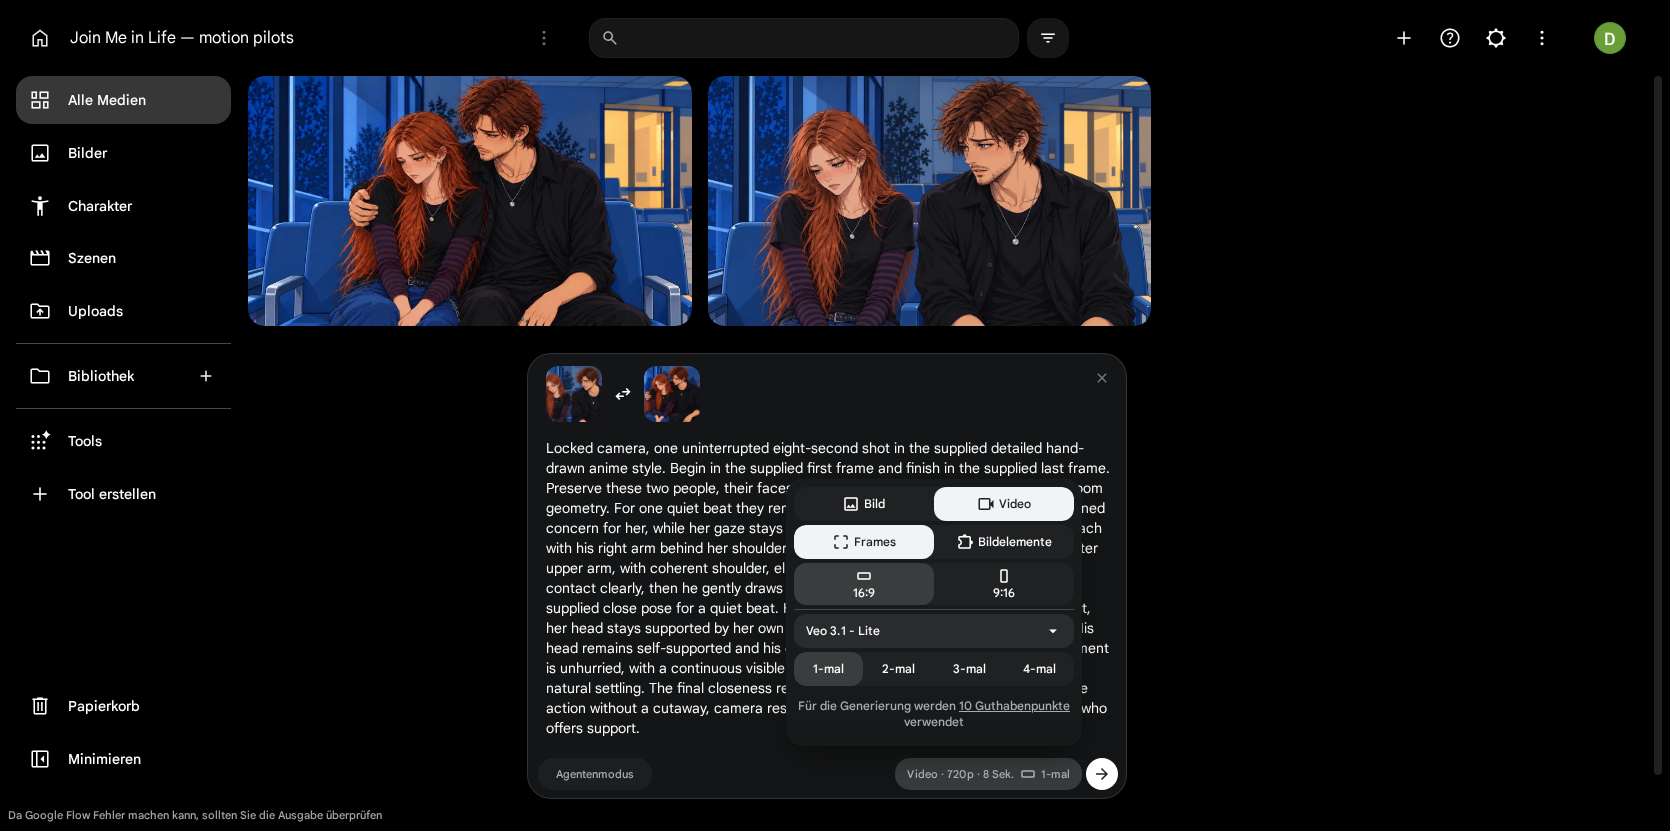 Join Me in Life — motion pilots
D
Alle Medien
Bilder
Charakter
Szenen
Uploads
Bibliothek
Tools
Tool erstellen
Papierkorb
Minimieren
Locked camera, one uninterrupted eight-second shot in the supplied detailed hand-
drawn anime style. Begin in the supplied first frame and finish in the supplied last frame.
Preserve these two people, their faces
geometry. For one quiet beat they
concern for her, while her gaze stays
with his right arm behind her shoulder
upper arm, with coherent shoulder,
contact clearly, then he gently draws
supplied close pose for a quiet beat.
her head stays supported by her own
head remains self-supported and his
is unhurried, with a continuous visible
natural settling. The final closeness
action without a cutaway, camera who
offers support.
Bild
Video
Frames
Bildelemente
16:9
9:16
Veo 3.1 - Lite
1-mal 2-mal 3-mal 4-mal
Für die Generierung werden 10 Guthabenpunkte
verwendet
Agentenmodus
Video · 720p · 8 Sek. 1-mal
Da Google Flow Fehler machen kann, sollten Sie die Ausgabe überprüfen